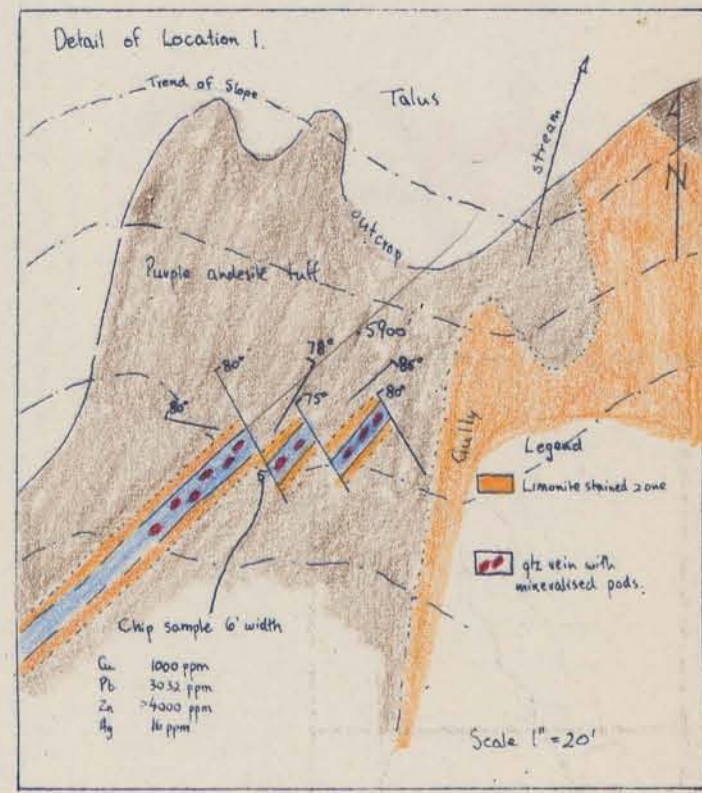 Detail of Location 1.
Trend of Slope
Talus
stream
N
outcrop
Purple andesite tuff
5900
80°
78°
86°
80°
75°
80°
Gully
Legend
Limonite stained zone
qtz vein with
mineralised pods.
Chip sample 6' width
Cu 1000 ppm
Pb 3032 ppm
Zn >4000 ppm
Ag 16 ppm
Scale 1" = 20'